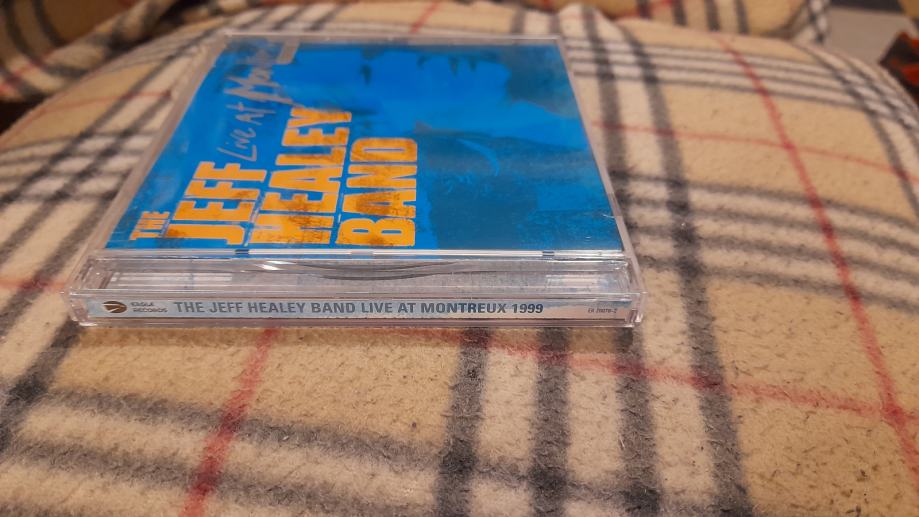 Live AT Montreux
THE
JEFF
HEALEY
BAND
EAGLE
RECORDS
THE JEFF HEALEY BAND LIVE AT MONTREUX 1999